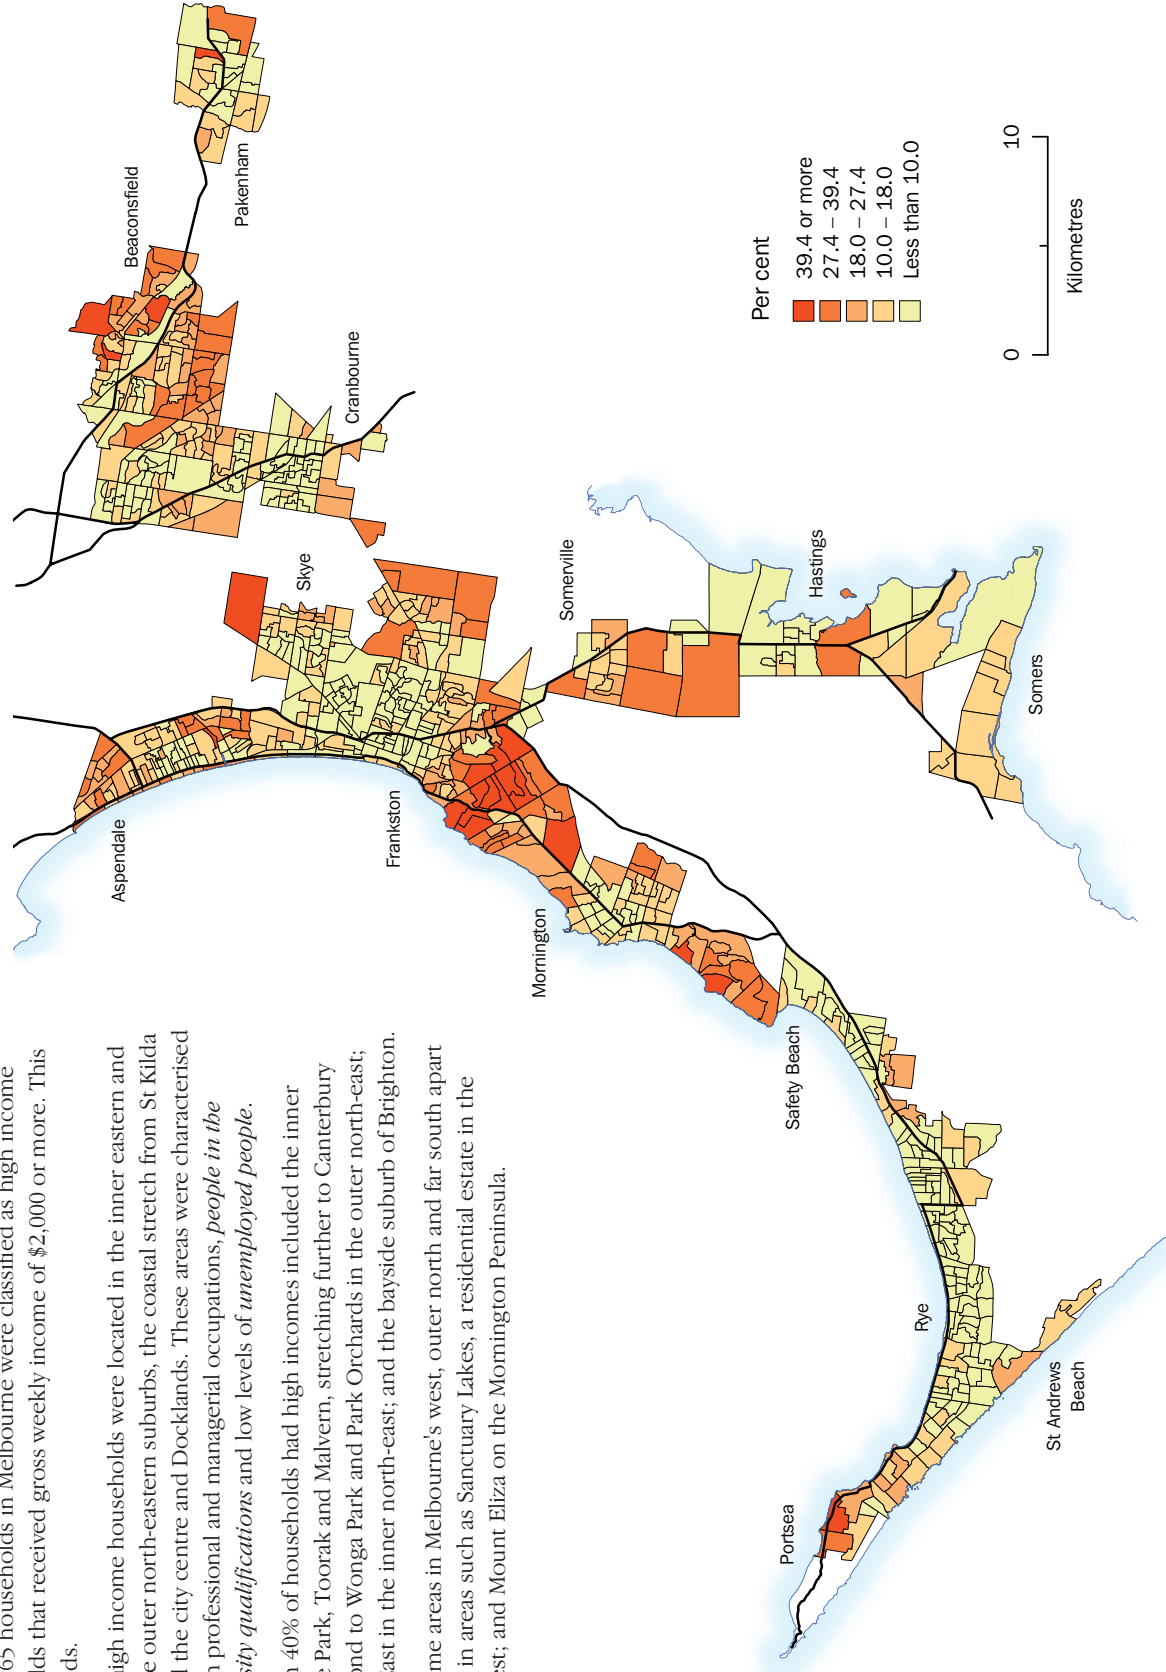 65 households in Melbourne were classified as high income
lds that received gross weekly income of $2,000 or more. This
ds.
igh income households were located in the inner eastern and
e outer north-eastern suburbs, the coastal stretch from St Kilda
d the city centre and Docklands. These areas were characterised
n professional and managerial occupations, people in the
sity qualifications and low levels of unemployed people.
n 40% of households had high incomes included the inner
e Park, Toorak and Malvern, stretching further to Canterbury
ond to Wonga Park and Park Orchards in the outer north-east;
ast in the inner north-east; and the bayside suburb of Brighton.
me areas in Melbourne's west, outer north and far south apart
in areas such as Sanctuary Lakes, a residential estate in the
est; and Mount Eliza on the Mornington Peninsula.
Aspendale
Beaconsfield
Pakenham
Skye
Cranbourne
Frankston
Mornington
Somerville
Portsea
Safety Beach
Hastings
Rye
Somers
St Andrews
Beach
Per cent
39.4 or more
27.4 – 39.4
18.0 – 27.4
10.0 – 18.0
Less than 10.0
0 10
Kilometres